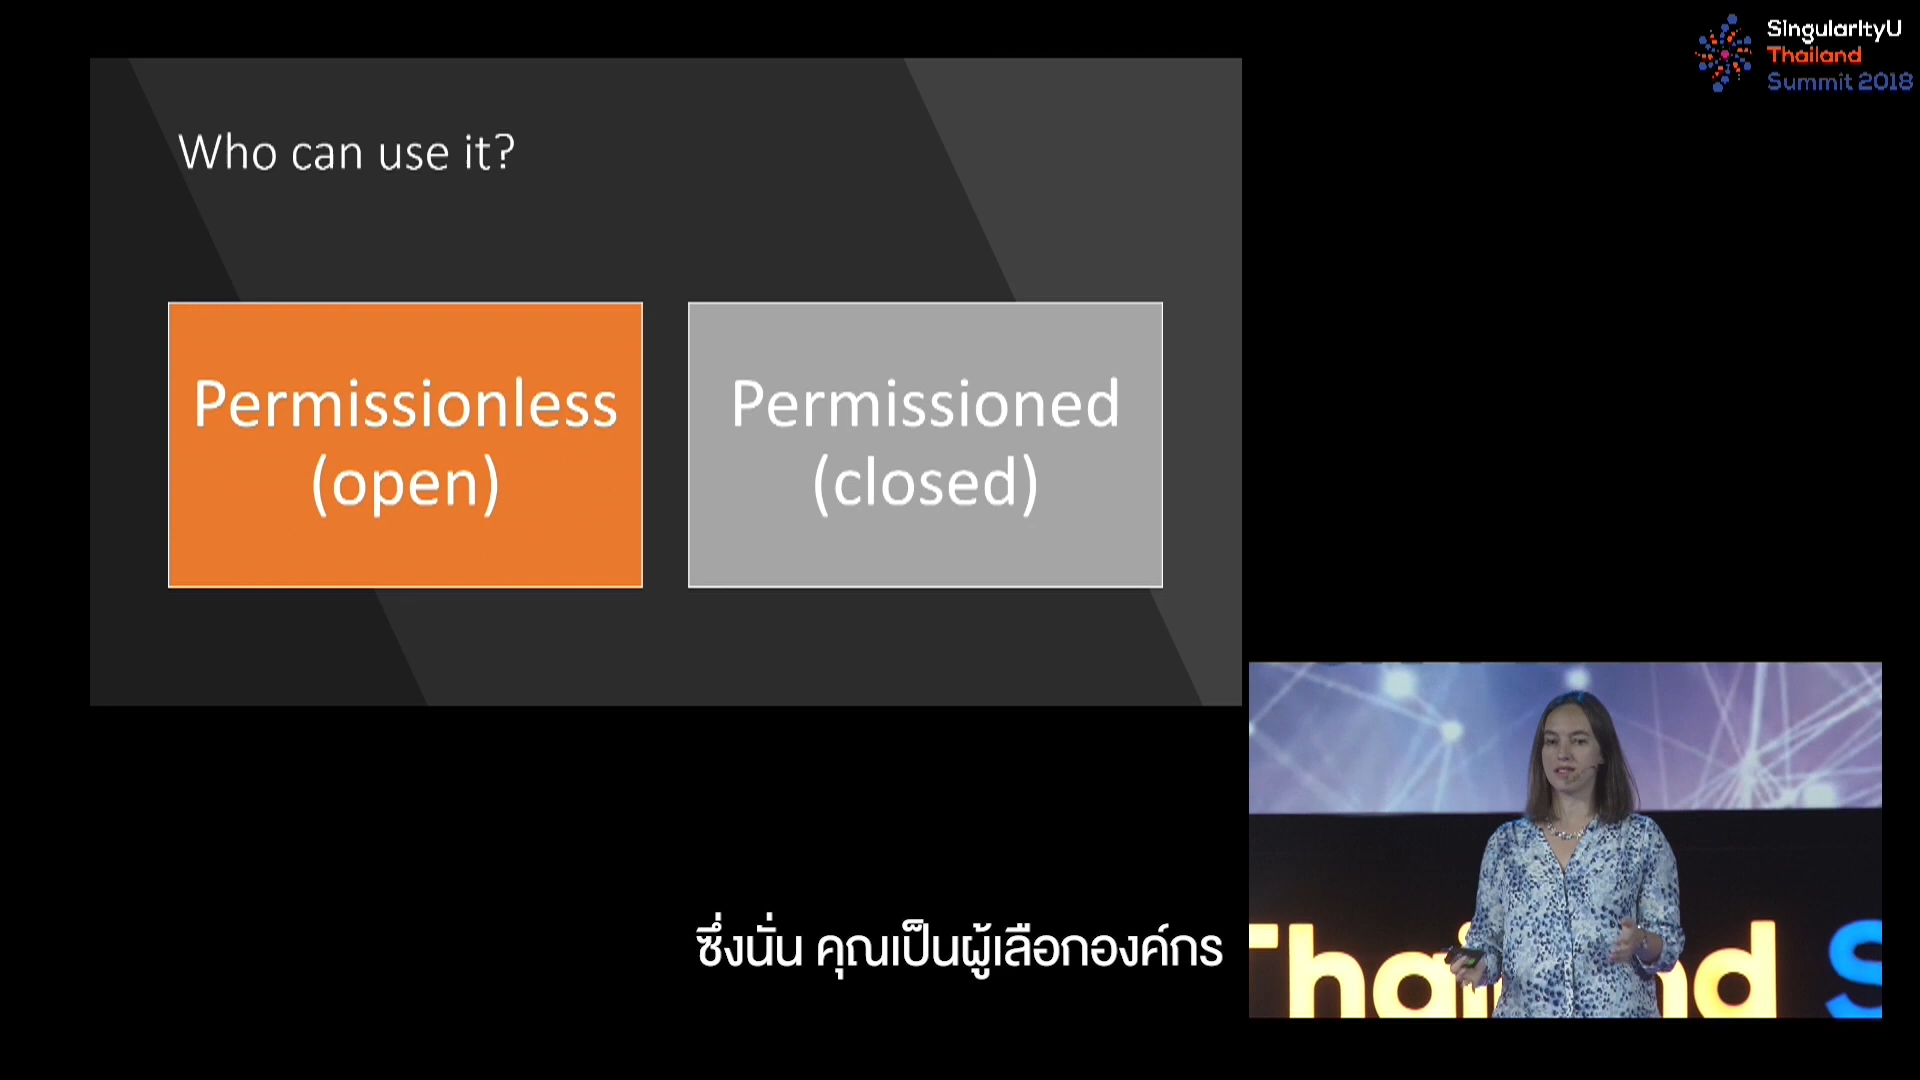 SingularityU
Thailand
Summit 2018
Who can use it?
Permissionless
(open)
Permissioned
(closed)
ซึ่งนั่น คุณเป็นผู้เลือกองค์กร
Thailand S